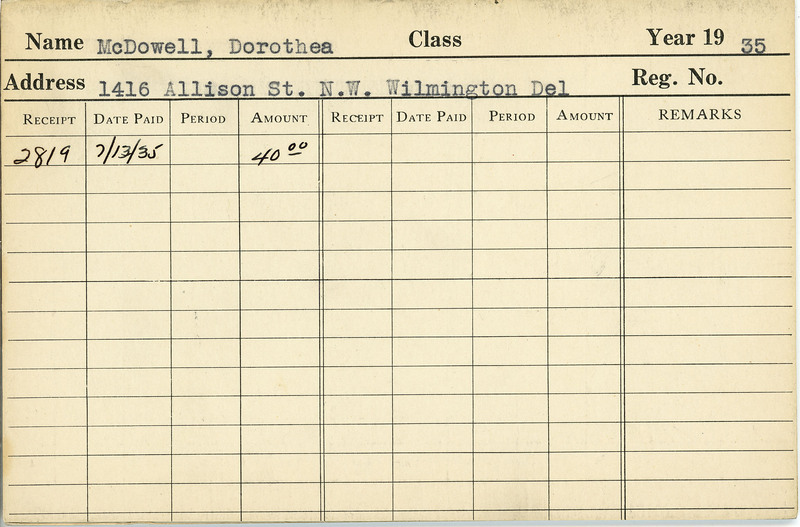 Name McDowell, Dorothea Class Year 19 35
Address 1416 Allison St. N.W. Wilmington Del Reg. No.
RECEIPT DATE PAID PERIOD AMOUNT RECEIPT DATE PAID PERIOD AMOUNT REMARKS
2819 7/13/35 40 00